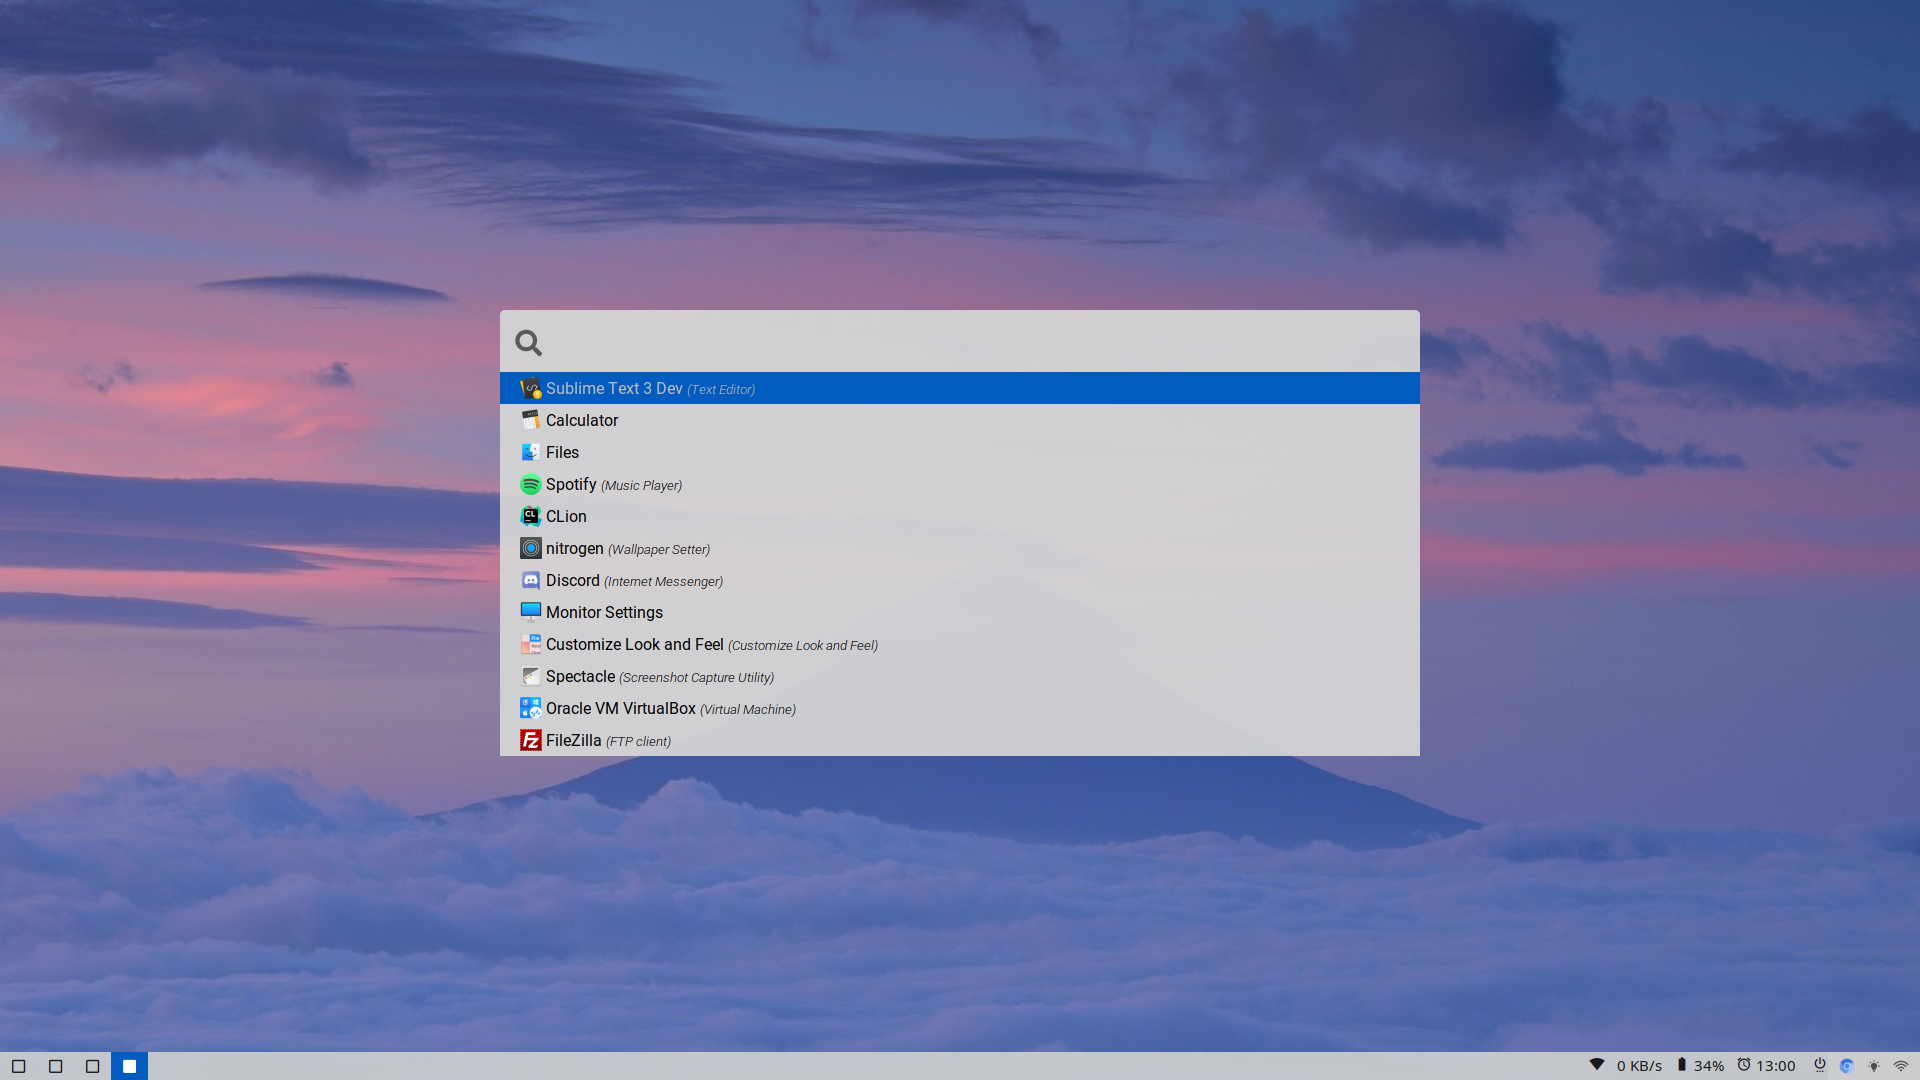 Sublime Text 3 Dev (Text Editor)
Calculator
Files
Spotify (Music Player)
CLion
nitrogen (Wallpaper Setter)
Discord (Internet Messenger)
Monitor Settings
Customize Look and Feel (Customize Look and Feel)
Spectacle (Screenshot Capture Utility)
Oracle VM VirtualBox (Virtual Machine)
FileZilla (FTP client)
0 KB/s 34% 13:00